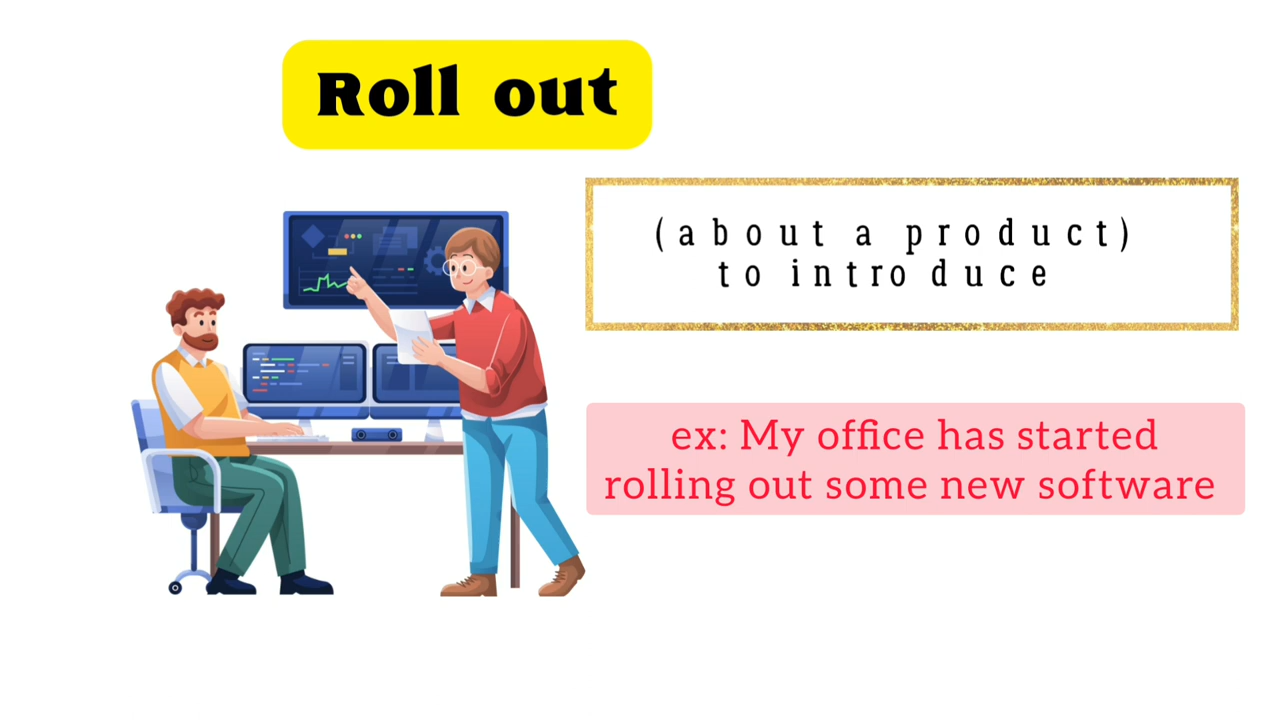 Roll out
(about a product)
to introduce
ex: My office has started
rolling out some new software